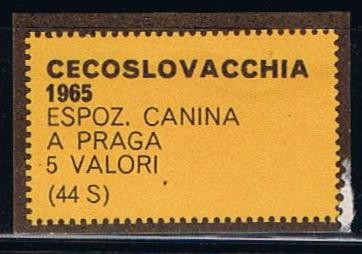 CECOSLOVACCHIA
1965
ESPOZ. CANINA
A PRAGA
5 VALORI
(44 S)